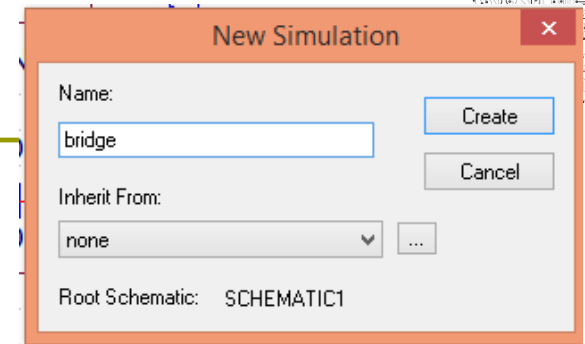 New Simulation
Name:
bridge
Create
Cancel
Inherit From:
none
...
Root Schematic: SCHEMATIC1